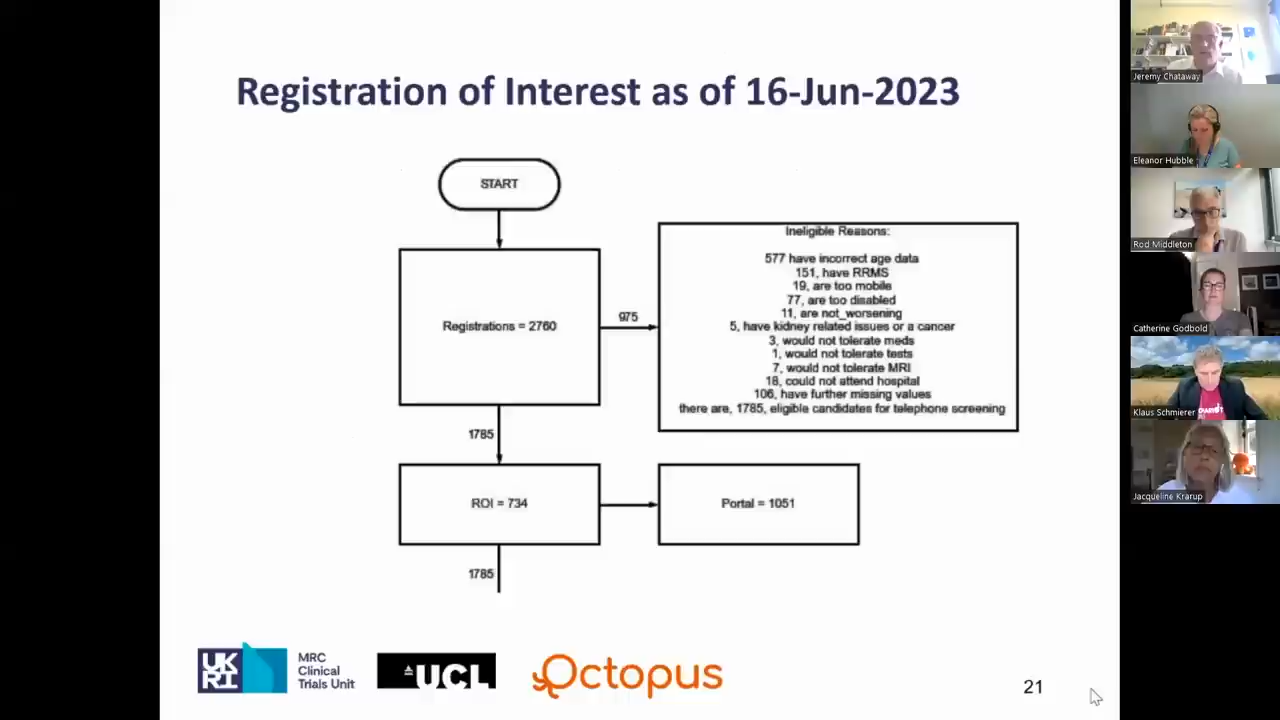 Registration of Interest as of 16-Jun-2023
START
Registrations = 2760
975
Ineligible Reasons:
577 have incorrect age data
151, have RRMS
19, are too mobile
77, are too disabled
11, are not_worsening
5, have kidney related issues or a cancer
3, would not tolerate meds
1, would not tolerate tests
7, would not tolerate MRI
18, could not attend hospital
106, have further missing values
there are, 1785, eligible candidates for telephone screening
1785
ROI = 734
Portal = 1051
1785
UK
RI
MRC
Clinical
Trials Unit
UCL
Octopus
21
Jeremy Chataway
Eleanor Hubble
Rod Middleton
Catherine Godbold
Klaus Schmierer
Jacqueline Krarup